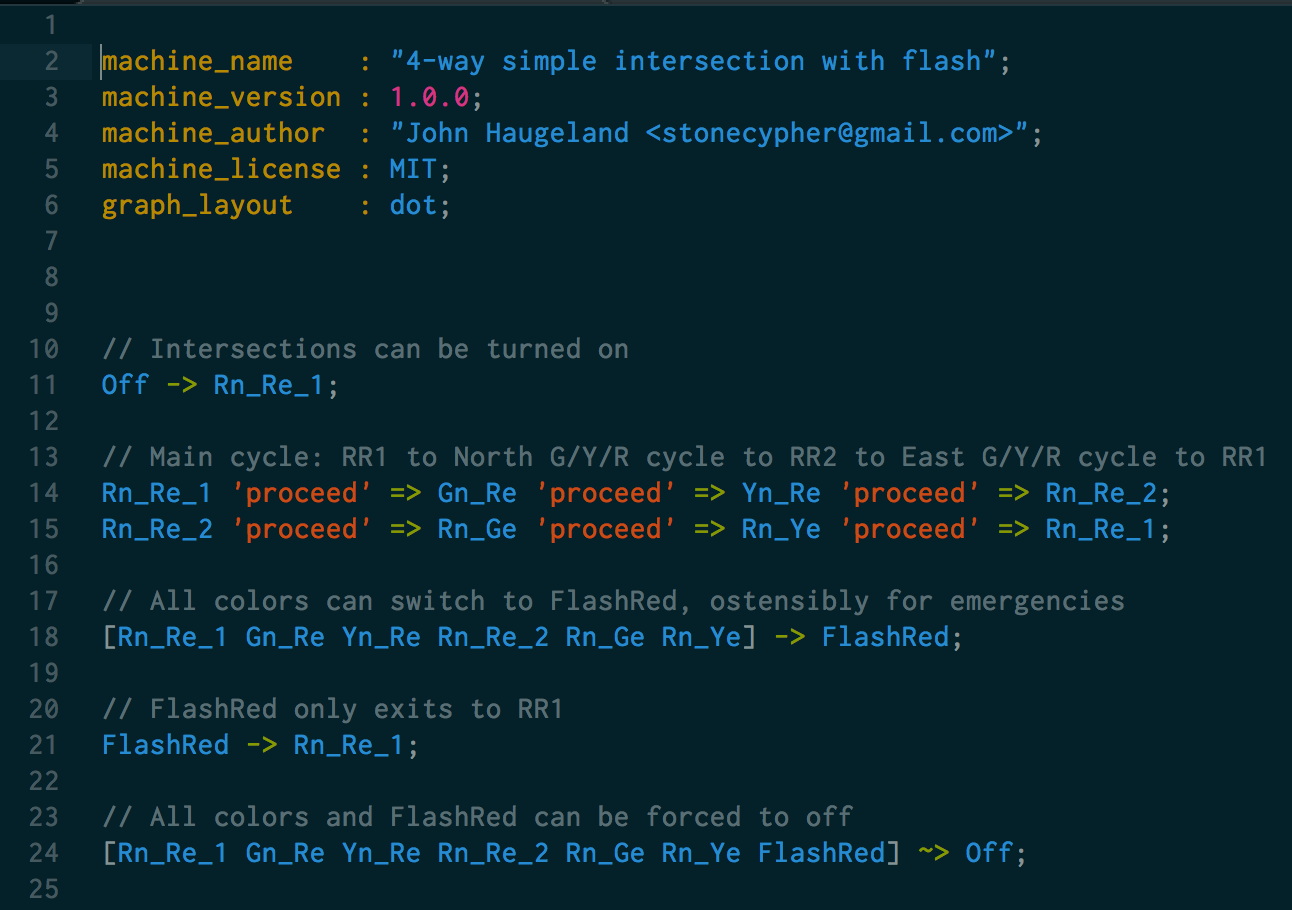 1
2 machine_name    : "4-way simple intersection with flash";
3 machine_version : 1.0.0;
4 machine_author  : "John Haugeland <stonecypher@gmail.com>";
5 machine_license : MIT;
6 graph_layout    : dot;
7
8
9
10 // Intersections can be turned on
11 Off -> Rn_Re_1;
12
13 // Main cycle: RR1 to North G/Y/R cycle to RR2 to East G/Y/R cycle to RR1
14 Rn_Re_1 'proceed' => Gn_Re 'proceed' => Yn_Re 'proceed' => Rn_Re_2;
15 Rn_Re_2 'proceed' => Rn_Ge 'proceed' => Rn_Ye 'proceed' => Rn_Re_1;
16
17 // All colors can switch to FlashRed, ostensibly for emergencies
18 [Rn_Re_1 Gn_Re Yn_Re Rn_Re_2 Rn_Ge Rn_Ye] -> FlashRed;
19
20 // FlashRed only exits to RR1
21 FlashRed -> Rn_Re_1;
22
23 // All colors and FlashRed can be forced to off
24 [Rn_Re_1 Gn_Re Yn_Re Rn_Re_2 Rn_Ge Rn_Ye FlashRed] ~> Off;
25